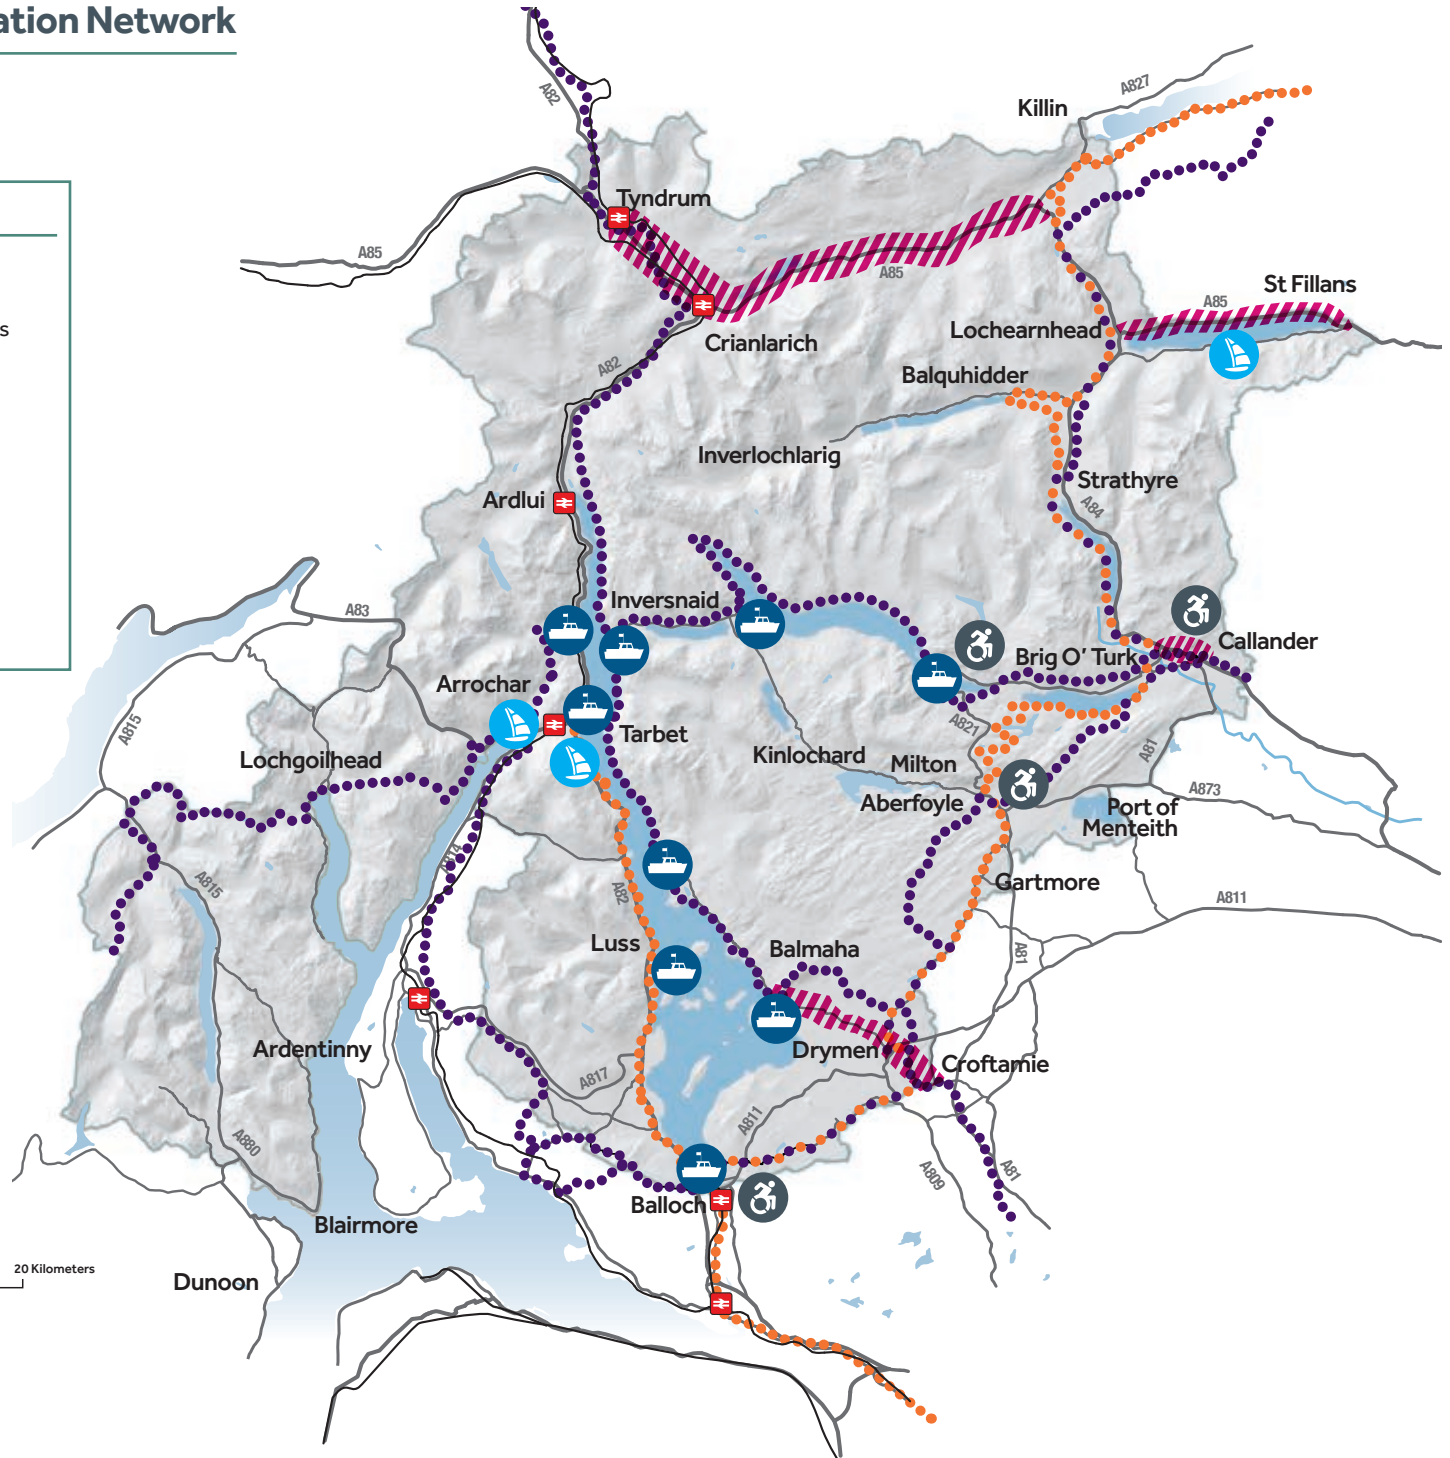 ation Network
s
20 Kilometers
A82
Killin
A827
Tyndrum
A85
A85
St Fillans
A85
Lochearnhead
Crianlarich
A82
Balquhidder
Inverlochlarig
Strathyre
Ardlui
A84
Inversnaid
A83
Callander
Brig O' Turk
Arrochar
A815
Tarbet
A821
Kinlochard
Milton
A81
Lochgoilhead
Aberfoyle
A873
Port of
Menteith
A814
A815
A82
Gartmore
A811
Luss
Balmaha
A81
Ardentinny
Drymen
Croftamie
A817
A811
A880
A809
A81
Balloch
Blairmore
Dunoon